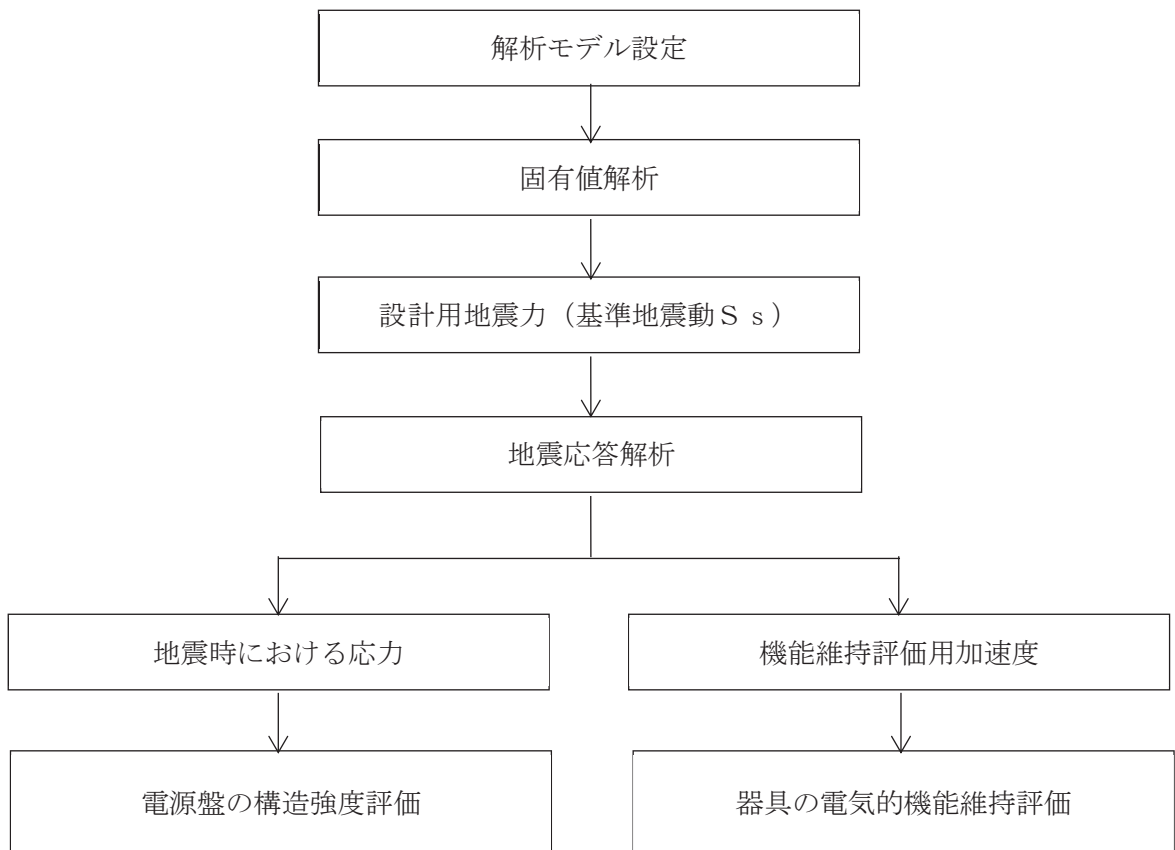 解析モデル設定
固有値解析
設計用地震力（基準地震動Ｓｓ）
地震応答解析
地震時における応力
機能維持評価用加速度
電源盤の構造強度評価
器具の電気的機能維持評価